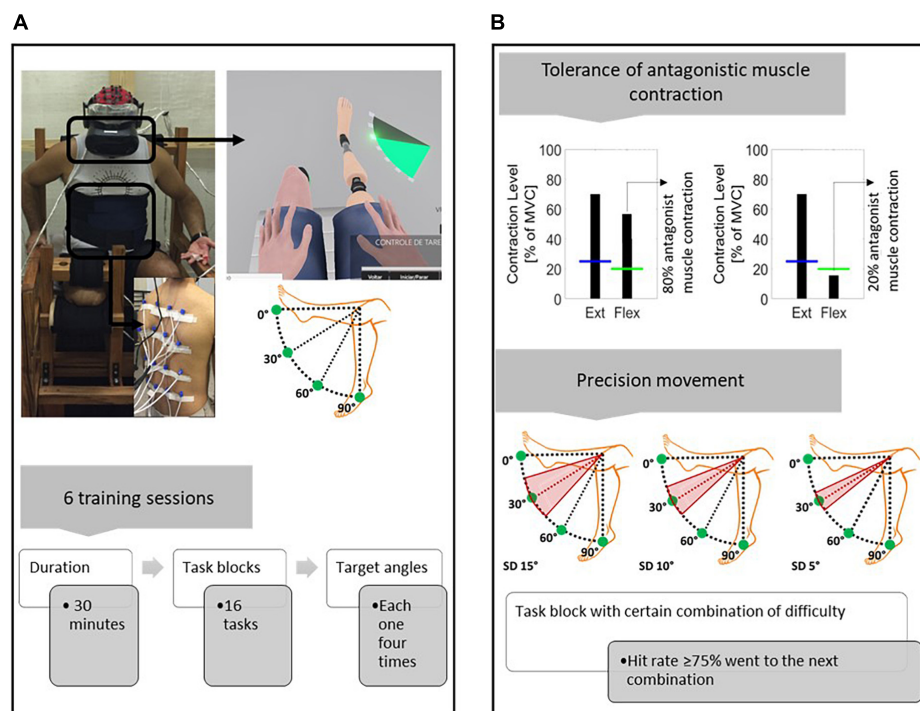 A
CONTROLE DE TARE
Voltar
Iniciar/Parar
0°
30°
60°
90°
6 training sessions
Duration
• 30
minutes
Task blocks
•16
tasks
Target angles
•Each
one
four
times
B
Tolerance of antagonistic muscle
contraction
Contraction Level
[% of MVC]
100
80
60
40
20
0
Ext Flex
80% antagonist
muscle contraction
Contraction Level
[% of MVC]
100
80
60
40
20
0
Ext Flex
20% antagonist
muscle contraction
Precision movement
0°
30°
60°
90°
SD 15°
0°
30°
60°
90°
SD 10°
0°
30°
60°
90°
SD 5°
Task block with certain combination of difficulty
•Hit rate ≥75% went to the next
combination